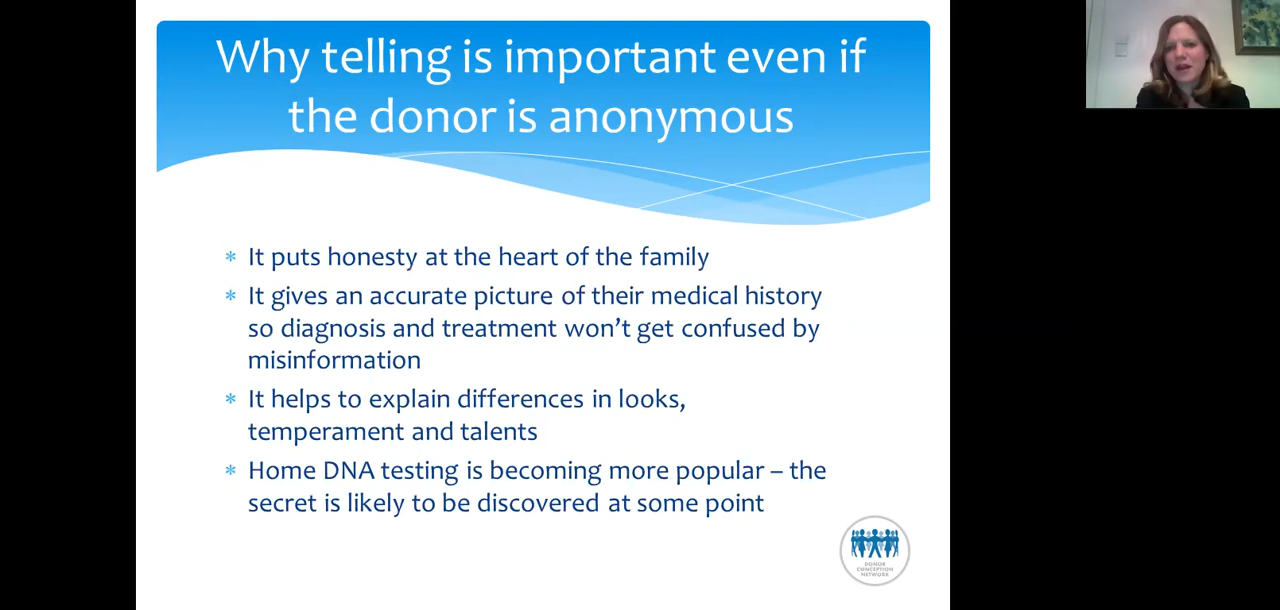 Why telling is important even if
the donor is anonymous
* It puts honesty at the heart of the family
* It gives an accurate picture of their medical history
so diagnosis and treatment won’t get confused by
misinformation
* It helps to explain differences in looks,
temperament and talents
* Home DNA testing is becoming more popular – the
secret is likely to be discovered at some point
DONOR
CONCEPTION
NETWORK